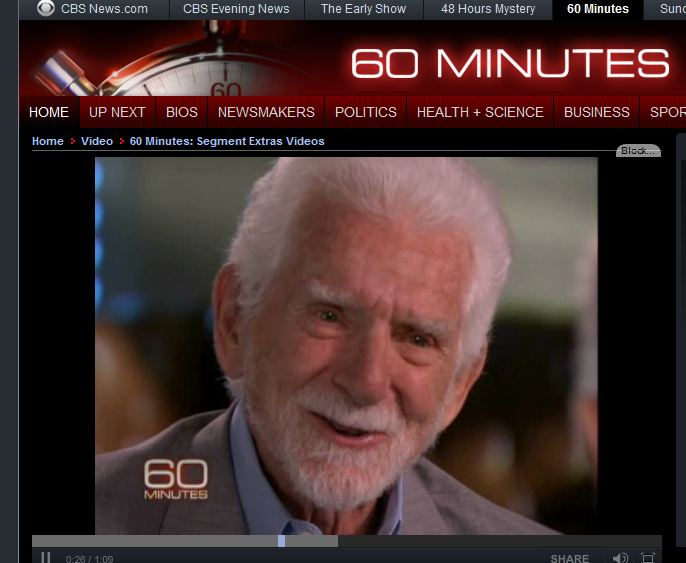 CBS News.com CBS Evening News The Early Show 48 Hours Mystery 60 Minutes Sund
60
60 MINUTES
HOME UP NEXT BIOS NEWSMAKERS POLITICS HEALTH + SCIENCE BUSINESS SPOR
Home Video 60 Minutes: Segment Extras Videos
Block...
60
MINUTES
0:26 / 1:09 SHARE